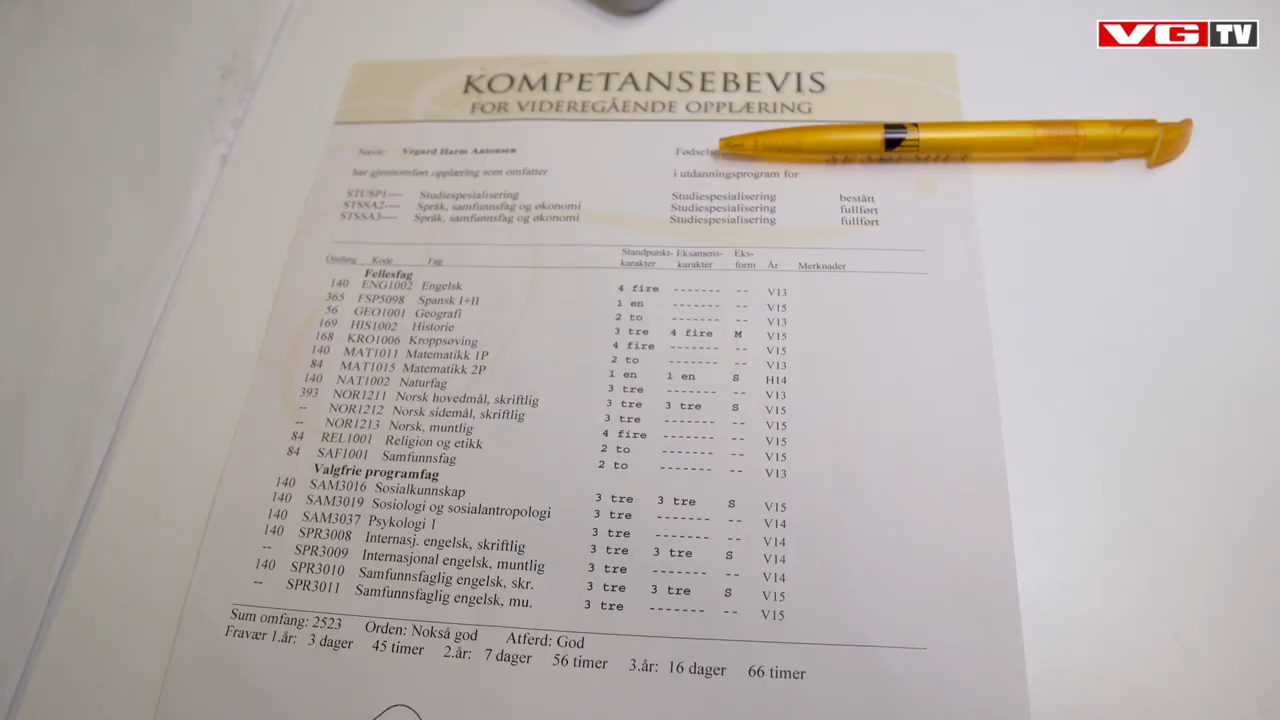 VG TV
KOMPETANSEBEVIS
FOR VIDEREGÅENDE OPPLÆRING
Navn: Vegard Harm Antonsen Fødselsnu
har gjennomført opplæring som omfatter i utdanningsprogram for
STUSP1---- Studiespesialisering Studiespesialisering bestått
STSSA2---- Språk, samfunnsfag og økonomi Studiespesialisering fullført
STSSA3---- Språk, samfunnsfag og økonomi Studiespesialisering fullført
Standpunkt- Eksamens- Eks-
Omfang Kode Fag karakter karakter form År Merknader
Fellesfag
140 ENG1002 Engelsk 4 fire ------- -- V13
365 FSP5098 Spansk I+II 1 en ------- -- V15
56 GEO1001 Geografi 2 to ------- -- V13
169 HIS1002 Historie 3 tre 4 fire M V15
168 KRO1006 Kroppsøving 4 fire ------- -- V15
140 MAT1011 Matematikk 1P 2 to ------- -- V13
84 MAT1015 Matematikk 2P 1 en 1 en S H14
140 NAT1002 Naturfag 3 tre ------- -- V13
393 NOR1211 Norsk hovedmål, skriftlig 3 tre 3 tre S V15
-- NOR1212 Norsk sidemål, skriftlig 3 tre ------- -- V15
-- NOR1213 Norsk, muntlig 4 fire ------- -- V15
84 REL1001 Religion og etikk 2 to ------- -- V15
84 SAF1001 Samfunnsfag 2 to ------- -- V13
Valgfrie programfag
140 SAM3016 Sosialkunnskap 3 tre 3 tre S V15
140 SAM3019 Sosiologi og sosialantropologi 3 tre ------- -- V14
140 SAM3037 Psykologi 1 3 tre ------- -- V14
140 SPR3008 Internasj. engelsk, skriftlig 3 tre 3 tre S V14
-- SPR3009 Internasjonal engelsk, muntlig 3 tre ------- -- V14
140 SPR3010 Samfunnsfaglig engelsk, skr. 3 tre 3 tre S V15
-- SPR3011 Samfunnsfaglig engelsk, mu. 3 tre ------- -- V15
Sum omfang: 2523 Orden: Nokså god Atferd: God
Fravær 1.år: 3 dager 45 timer 2.år: 7 dager 56 timer 3.år: 16 dager 66 timer